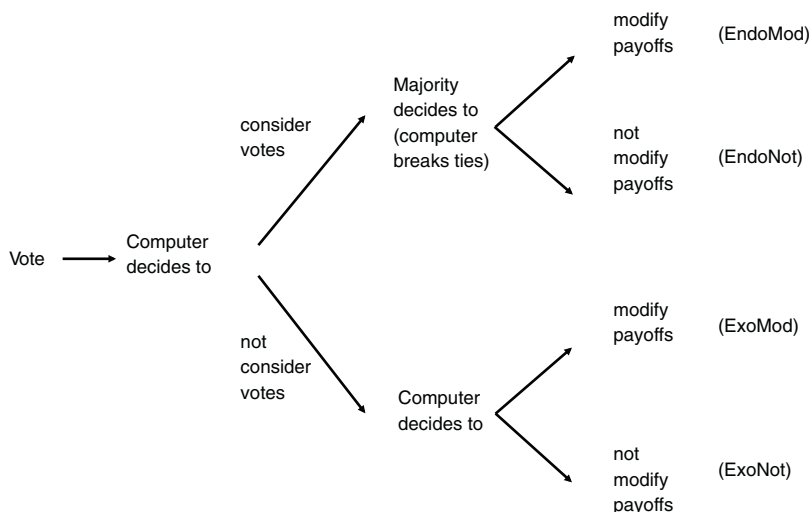 Vote
Computer
decides to
consider
votes
Majority
decides to
(computer
breaks ties)
modify
payoffs
(EndoMod)
not
modify
payoffs
(EndoNot)
not
consider
votes
Computer
decides to
modify
payoffs
(ExoMod)
not
modify
payoffs
(ExoNot)